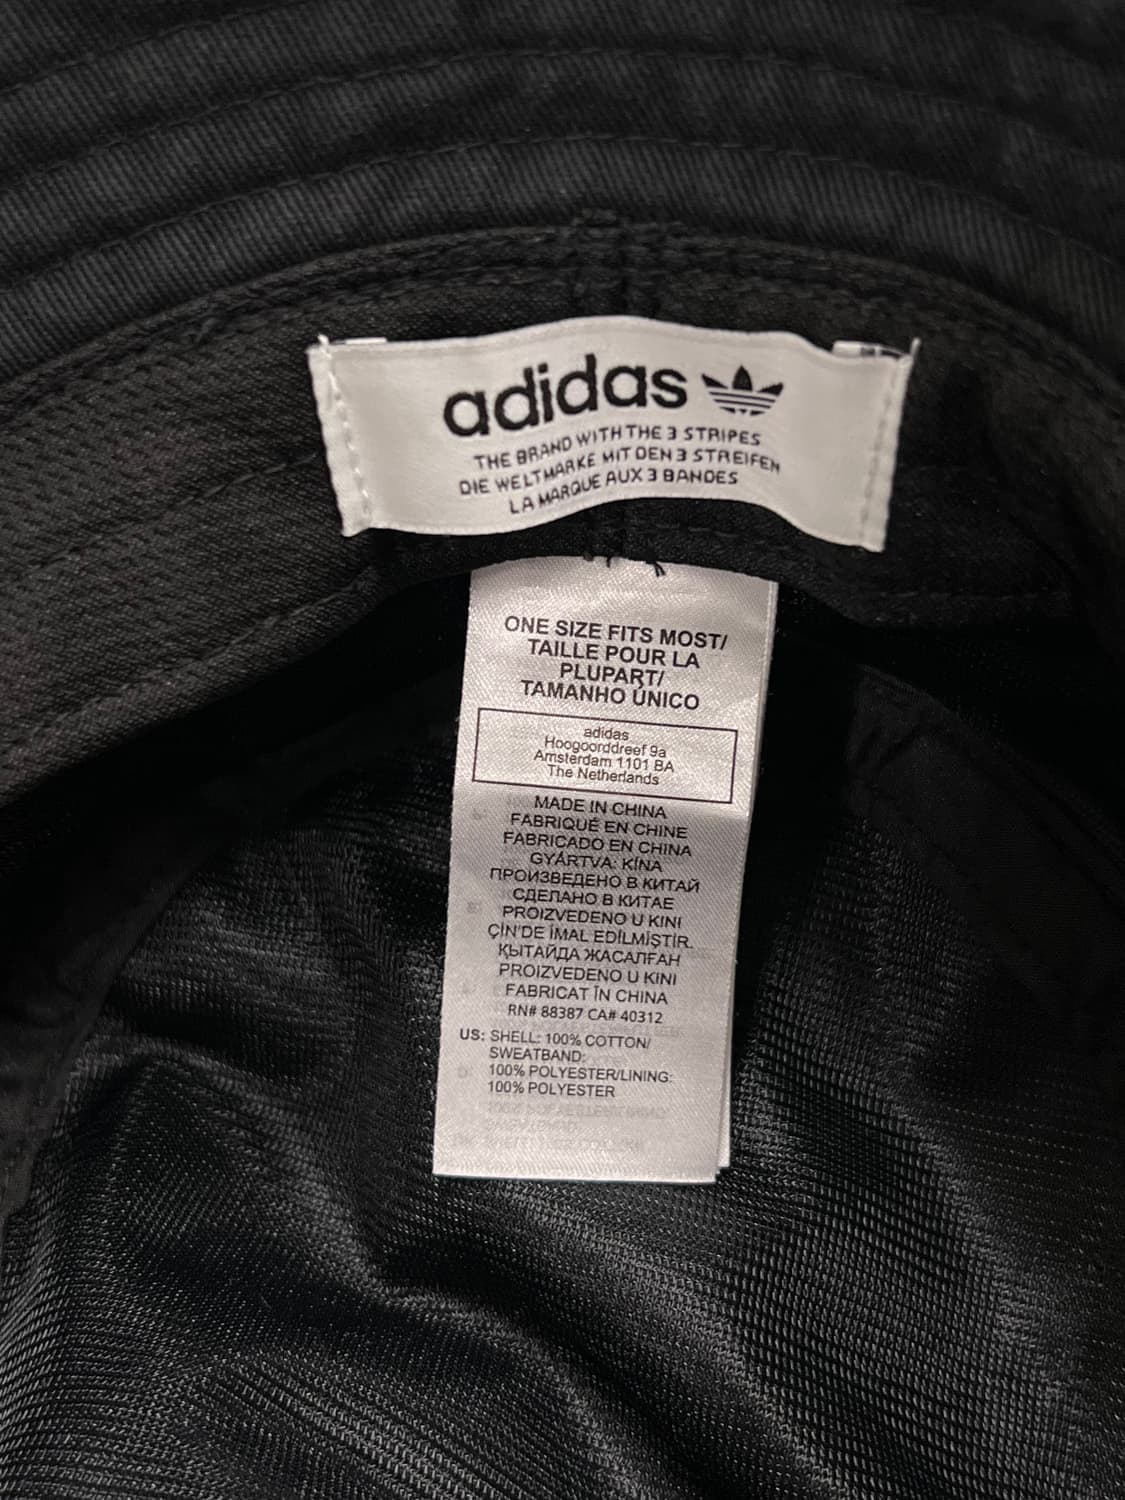 adidas
THE BRAND WITH THE 3 STRIPES
DIE WELTMARKE MIT DEN 3 STREIFEN
LA MARQUE AUX 3 BANDES
ONE SIZE FITS MOST/
TAILLE POUR LA
PLUPART/
TAMANHO ÚNICO
adidas
Hoogoorddreef 9a
Amsterdam 1101 BA
The Netherlands
MADE IN CHINA
FABRIQUÉ EN CHINE
FABRICADO EN CHINA
GYÁRTVA: KÍNA
ПРОИЗВЕДЕНО В КИТАЙ
СДЕЛАНО В КИТАЕ
PROIZVEDENO U KINI
ÇİN'DE İMAL EDİLMİŞTİR.
ҚЫТАЙДА ЖАСАЛҒАН
PROIZVEDENO U KINI
FABRICAT ÎN CHINA
RN# 88387 CA# 40312
US: SHELL: 100% COTTON/
SWEATBAND:
100% POLYESTER/LINING:
100% POLYESTER